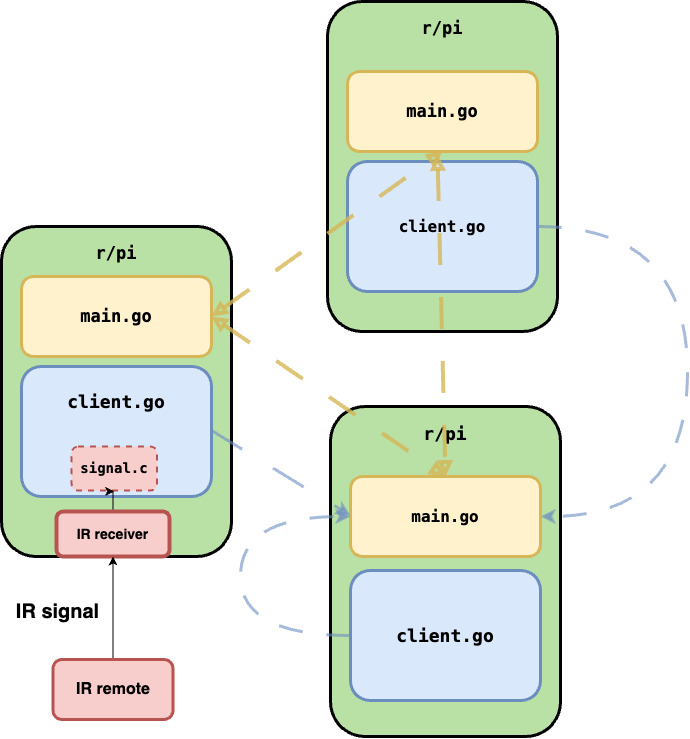 r/pi
main.go
client.go
r/pi
main.go
client.go
signal.c
IR receiver
IR signal
IR remote
r/pi
main.go
client.go